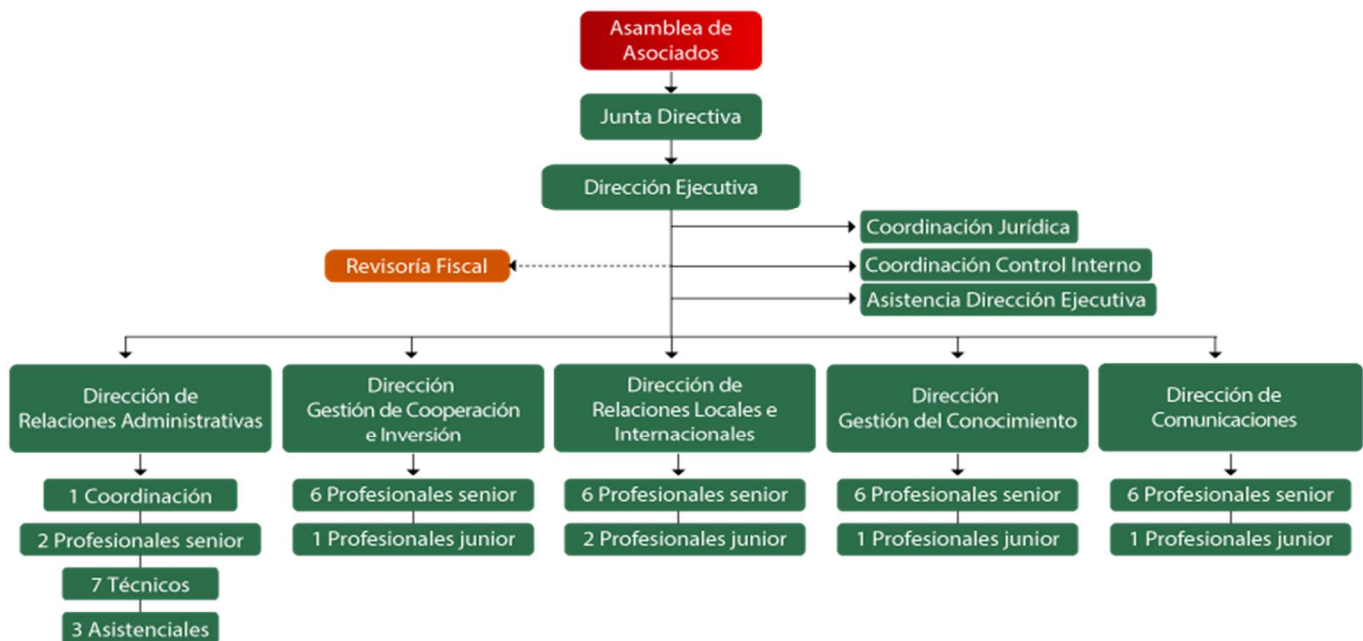 Asamblea de
Asociados
Junta Directiva
Dirección Ejecutiva
Coordinación Jurídica
Revisoría Fiscal
Coordinación Control Interno
Asistencia Dirección Ejecutiva
Dirección de
Relaciones Administrativas
Dirección
Gestión de Cooperación
e Inversión
Dirección de
Relaciones Locales e
Internacionales
Dirección
Gestión del Conocimiento
Dirección de
Comunicaciones
1 Coordinación
2 Profesionales senior
7 Técnicos
3 Asistenciales
6 Profesionales senior
1 Profesionales junior
6 Profesionales senior
2 Profesionales junior
6 Profesionales senior
1 Profesionales junior
6 Profesionales senior
1 Profesionales junior